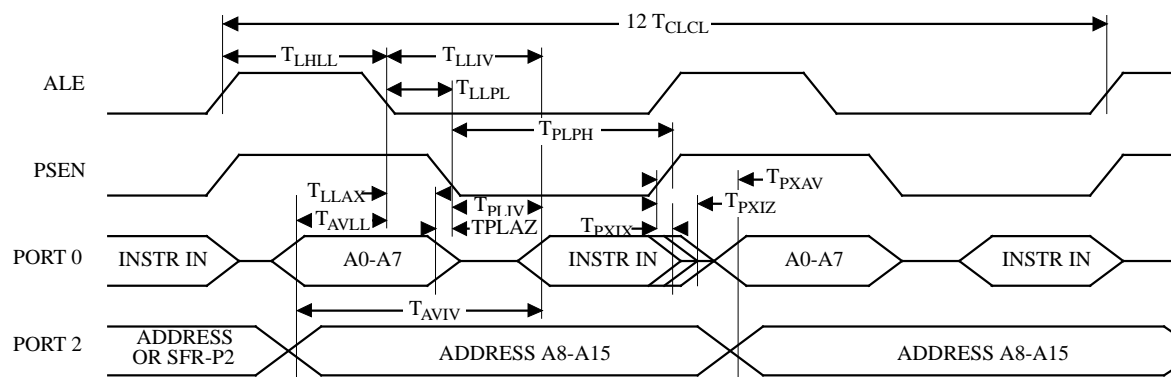 12 TCLCL
TLHLL
TLLIV
ALE
TLLPL
TPLPH
PSEN
TLLAX
TPXAV
TPLIV
TPXIZ
TAVLL
TPLAZ
TPXIX
PORT 0
INSTR IN
A0-A7
INSTR IN
A0-A7
INSTR IN
TAVIV
PORT 2
ADDRESS
OR SFR-P2
ADDRESS A8-A15
ADDRESS A8-A15